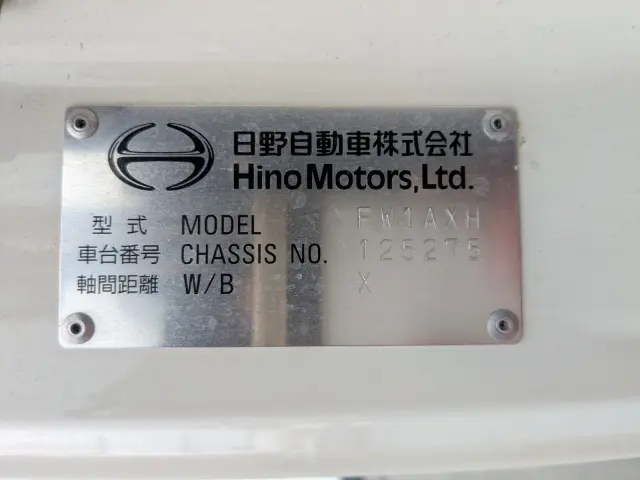 日野自動車株式会社
Hino Motors, Ltd.
型式 MODEL FW1AXH
車台番号 CHASSIS NO. 125275
軸間距離 W/B X